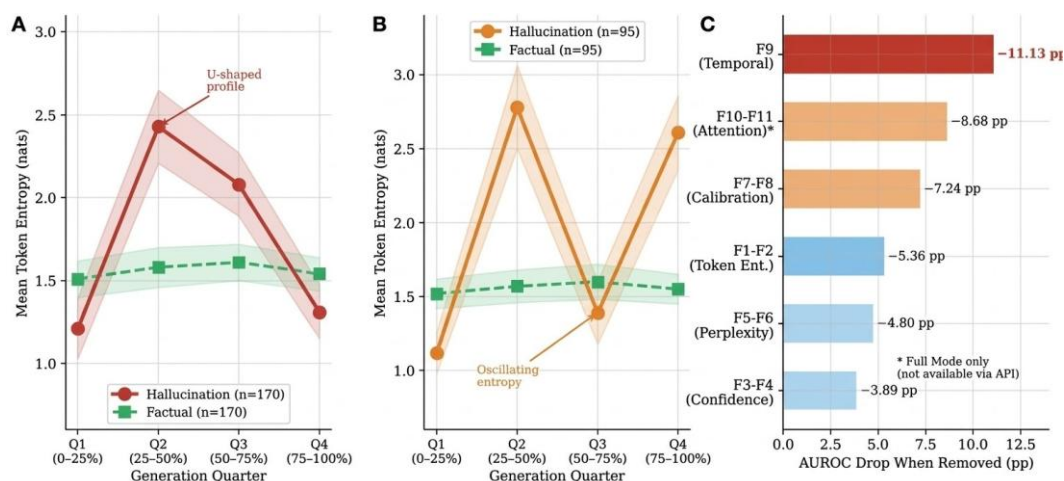 A
3.0
2.5
2.0
1.5
1.0
Mean Token Entropy (nats)
U-shaped
profile
Hallucination (n=170)
Factual (n=170)
Q1
(0–25%)
Q2
(25–50%)
Q3
(50–75%)
Q4
(75–100%)
Generation Quarter
B
Hallucination (n=95)
Factual (n=95)
3.0
2.5
2.0
1.5
1.0
Mean Token Entropy (nats)
Oscillating
entropy
Q1
(0–25%)
Q2
(25–50%)
Q3
(50–75%)
Q4
(75–100%)
Generation Quarter
C
F9
(Temporal)
−11.13 pp
F10-F11
(Attention)*
−8.68 pp
F7-F8
(Calibration)
−7.24 pp
F1-F2
(Token Ent.)
−5.36 pp
F5-F6
(Perplexity)
−4.80 pp
* Full Mode only
(not available via API)
F3-F4
(Confidence)
−3.89 pp
0.0
2.5
5.0
7.5
10.0
12.5
AUROC Drop When Removed (pp)